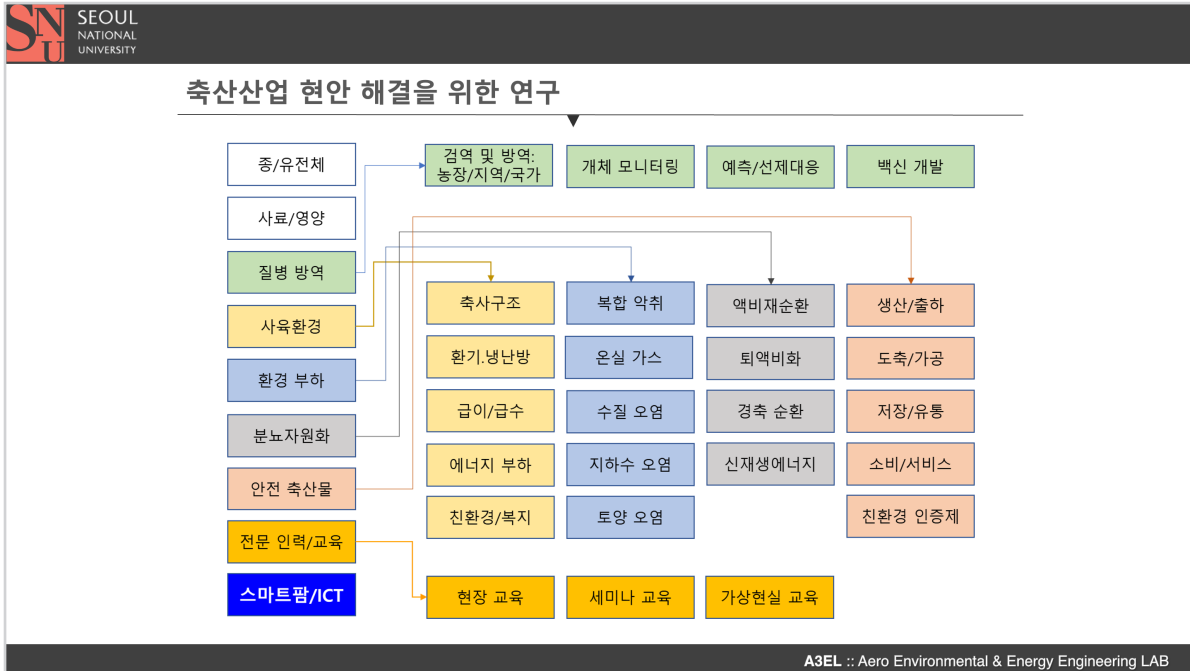 SNU
SEOUL
NATIONAL
UNIVERSITY
축산산업 현안 해결을 위한 연구
종/유전체
사료/영양
질병 방역
사육환경
환경 부하
분뇨자원화
안전 축산물
전문 인력/교육
스마트팜/ICT
검역 및 방역:
농장/지역/국가
개체 모니터링
예측/선제대응
백신 개발
축사구조
환기.냉난방
급이/급수
에너지 부하
친환경/복지
복합 악취
온실 가스
수질 오염
지하수 오염
토양 오염
액비재순환
퇴액비화
경축 순환
신재생에너지
생산/출하
도축/가공
저장/유통
소비/서비스
친환경 인증제
현장 교육
세미나 교육
가상현실 교육
A3EL :: Aero Environmental & Energy Engineering LAB